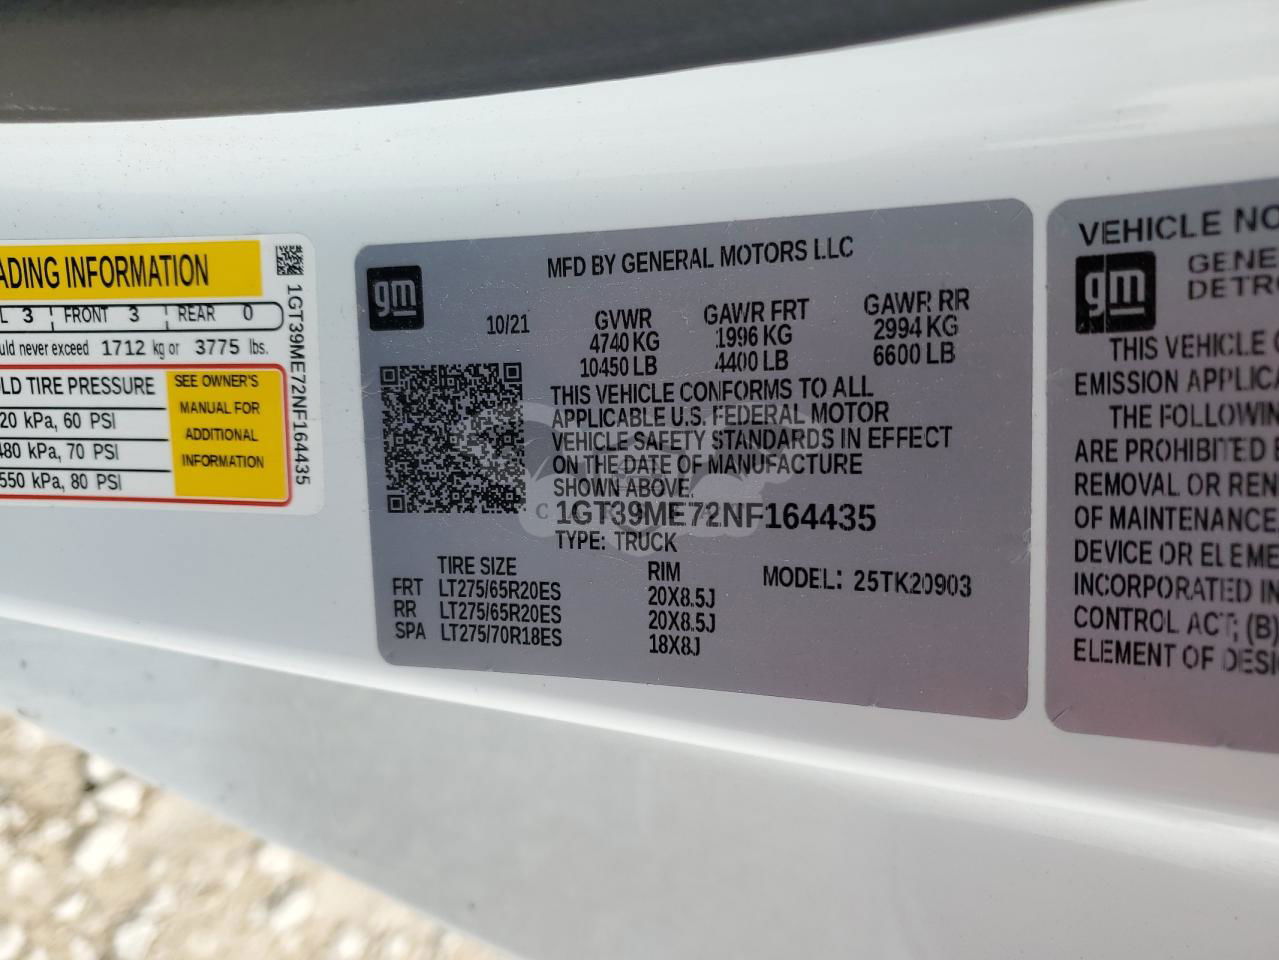 ADING INFORMATION
L 3 FRONT 3 REAR 0
uld never exceed 1712 kg or 3775 lbs.
OLD TIRE PRESSURE
20 kPa, 60 PSI
480 kPa, 70 PSI
550 kPa, 80 PSI
SEE OWNER'S
MANUAL FOR
ADDITIONAL
INFORMATION
1GT39ME72NF164435
gm
MFD BY GENERAL MOTORS LLC
10/21 GVWR GAWR FRT GAWR RR
4740 KG 1996 KG 2994 KG
10450 LB 4400 LB 6600 LB
THIS VEHICLE CONFORMS TO ALL
APPLICABLE U.S. FEDERAL MOTOR
VEHICLE SAFETY STANDARDS IN EFFECT
ON THE DATE OF MANUFACTURE
SHOWN ABOVE.
1GT39ME72NF164435
TYPE: TRUCK
TIRE SIZE RIM MODEL: 25TK20903
FRT LT275/65R20ES 20X8.5J
RR LT275/65R20ES 20X8.5J
SPA LT275/70R18ES 18X8J
VEHICLE NO
gm
GENE
DETRO
THIS VEHICLE
EMISSION APPLICA
THE FOLLOWIN
ARE PROHIBITED
REMOVAL OR REN
OF MAINTENANCE
DEVICE OR ELEME
INCORPORATED IN
CONTROL ACT; (B)
ELEMENT OF DESI